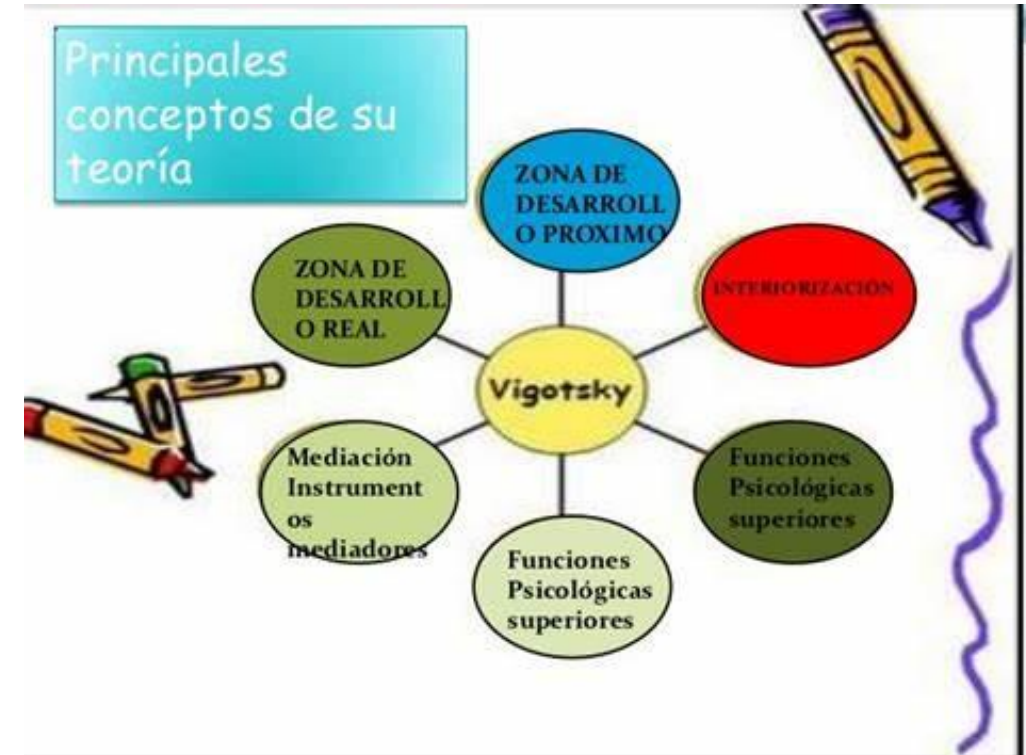 Principales
conceptos de su
teoría
ZONA DE
DESARROLL
O PROXIMO
ZONA DE
DESARROLL
O REAL
INTERIORIZACIÓN
Vigotsky
Mediación
Instrument
os
mediadores
Funciones
Psicológicas
superiores
Funciones
Psicológicas
superiores